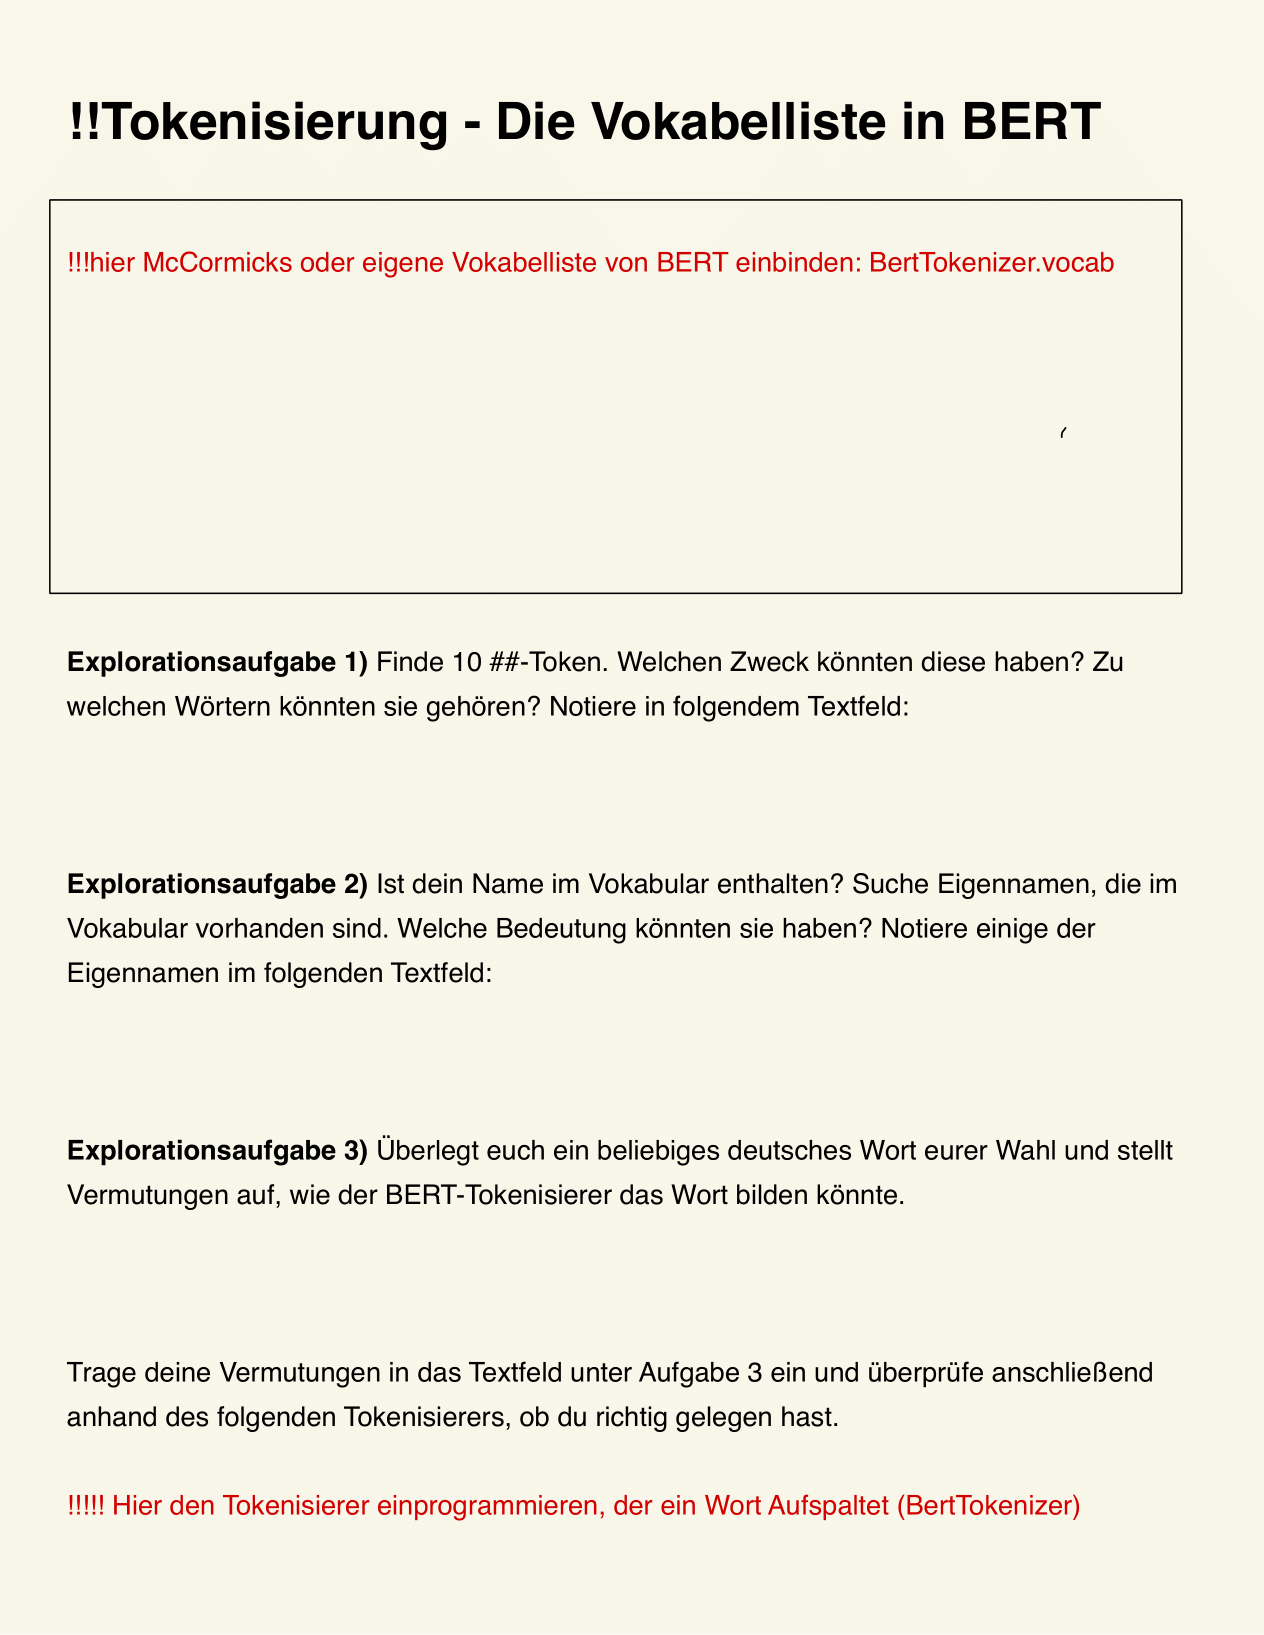 !!Tokenisierung - Die Vokabelliste in BERT
!!!hier McCormicks oder eigene Vokabelliste von BERT einbinden: BertTokenizer.vocab
Explorationsaufgabe 1) Finde 10 ##-Token. Welchen Zweck könnten diese haben? Zu
welchen Wörtern könnten sie gehören? Notiere in folgendem Textfeld:
Explorationsaufgabe 2) Ist dein Name im Vokabular enthalten? Suche Eigennamen, die im
Vokabular vorhanden sind. Welche Bedeutung könnten sie haben? Notiere einige der
Eigennamen im folgenden Textfeld:
Explorationsaufgabe 3) Überlegt euch ein beliebiges deutsches Wort eurer Wahl und stellt
Vermutungen auf, wie der BERT-Tokenisierer das Wort bilden könnte.
Trage deine Vermutungen in das Textfeld unter Aufgabe 3 ein und überprüfe anschließend
anhand des folgenden Tokenisierers, ob du richtig gelegen hast.
!!!!! Hier den Tokenisierer einprogrammieren, der ein Wort Aufspaltet (BertTokenizer)